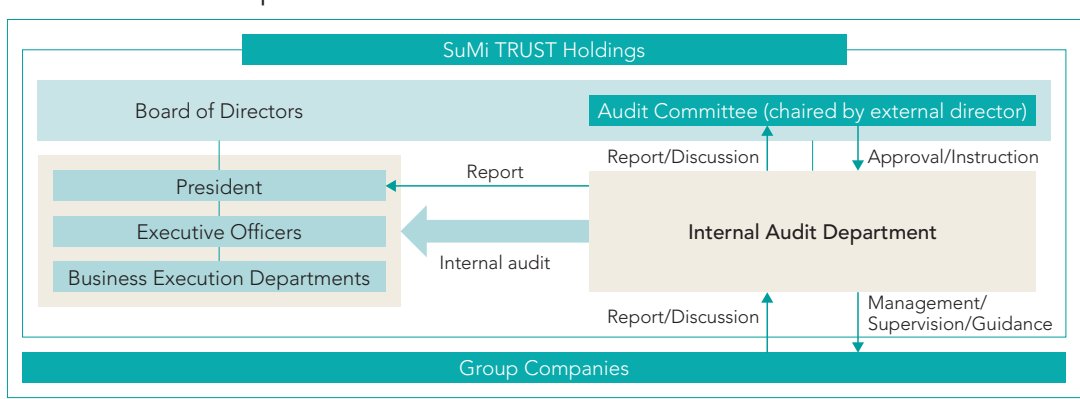 SuMi TRUST Holdings
Board of Directors
Audit Committee (chaired by external director)
Report/Discussion
Approval/Instruction
Report
President
Executive Officers
Internal Audit Department
Internal audit
Business Execution Departments
Report/Discussion
Management/
Supervision/Guidance
Group Companies